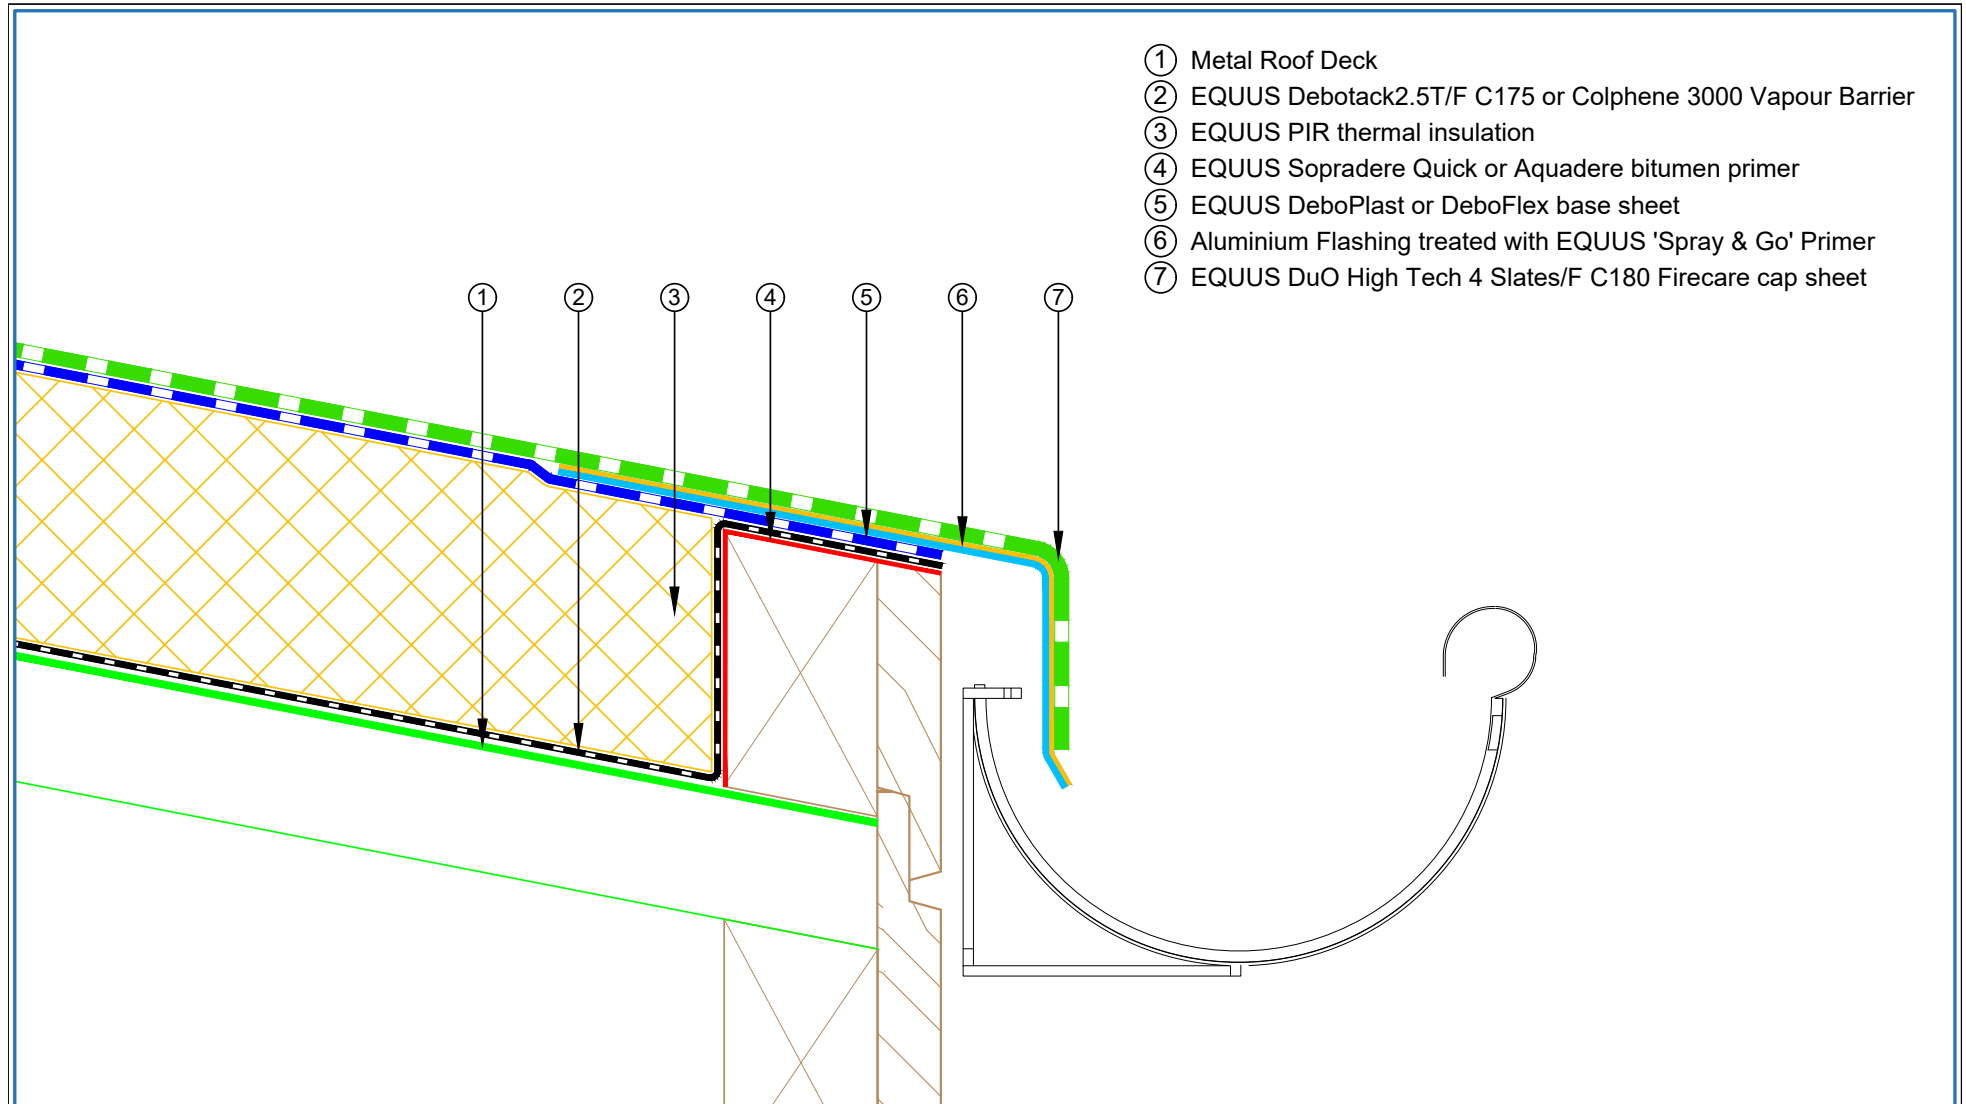 1 Metal Roof Deck
2 EQUUS Debotack2.5T/F C175 or Colphene 3000 Vapour Barrier
3 EQUUS PIR thermal insulation
4 EQUUS Sopradere Quick or Aquadere bitumen primer
5 EQUUS DeboPlast or DeboFlex base sheet
6 Aluminium Flashing treated with EQUUS 'Spray & Go' Primer
7 EQUUS DuO High Tech 4 Slates/F C180 Firecare cap sheet
1 2 3 4 5 6 7